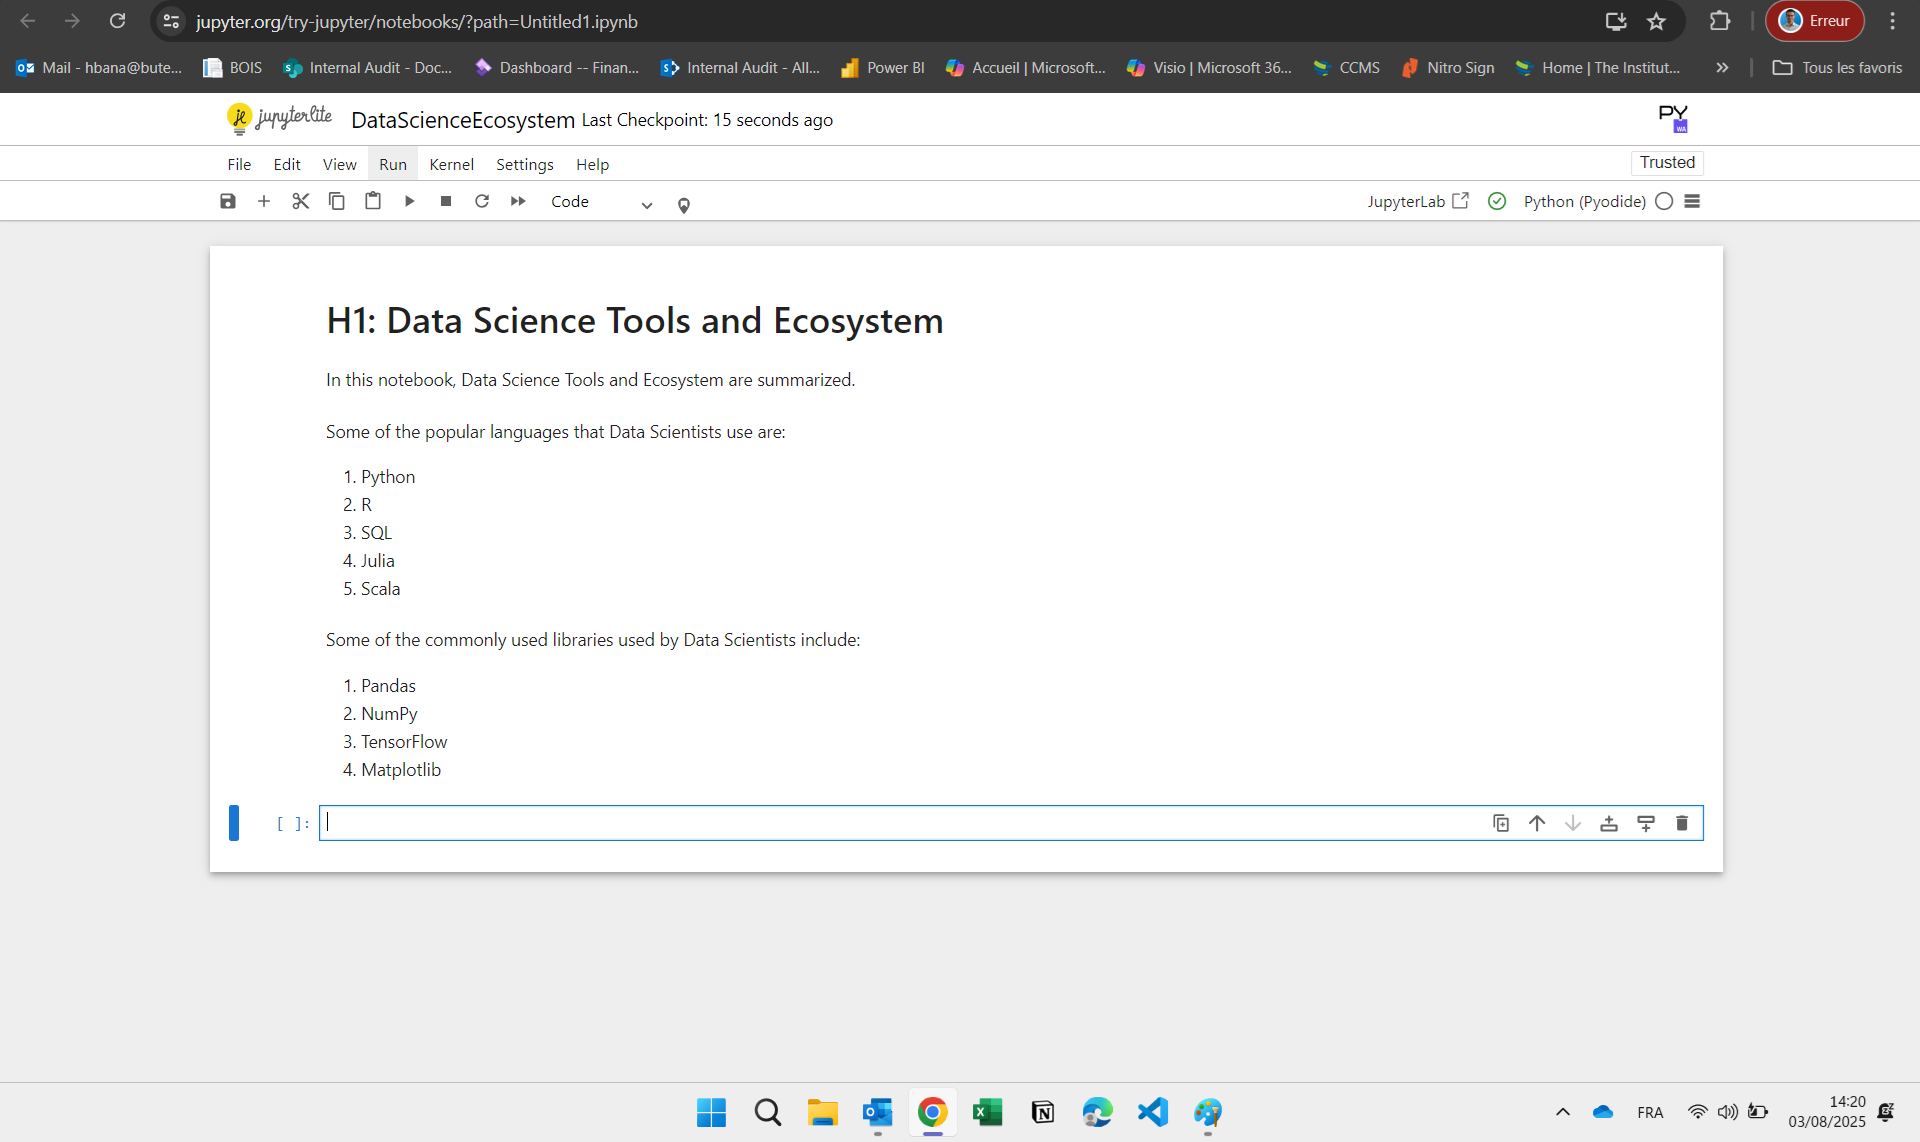 jupyter.org/try-jupyter/notebooks/?path=Untitled1.ipynb
Erreur
Mail - hbana@bute...
BOIS
Internal Audit - Doc...
Dashboard -- Finan...
Internal Audit - All...
Power BI
Accueil | Microsoft...
Visio | Microsoft 36...
CCMS
Nitro Sign
Home | The Institut...
Tous les favoris
jupyterlite
DataScienceEcosystem Last Checkpoint: 15 seconds ago
PY
WA
File Edit View Run Kernel Settings Help
Trusted
Code
JupyterLab
Python (Pyodide)
H1: Data Science Tools and Ecosystem
In this notebook, Data Science Tools and Ecosystem are summarized.
Some of the popular languages that Data Scientists use are:
1. Python
2. R
3. SQL
4. Julia
5. Scala
Some of the commonly used libraries used by Data Scientists include:
1. Pandas
2. NumPy
3. TensorFlow
4. Matplotlib
[ ]:
FRA
14:20
03/08/2025